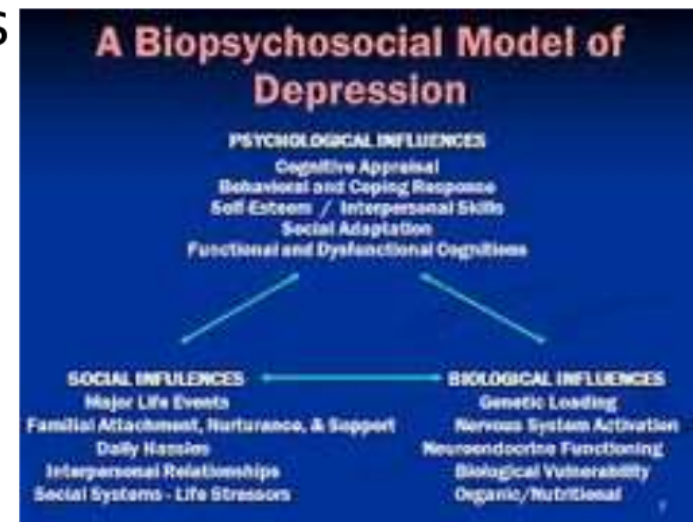 S
A Biopsychosocial Model of
Depression
PSYCHOLOGICAL INFLUENCES
Cognitive Appraisal
Behavioral and Coping Response
Self-Esteem / Interpersonal Skills
Social Adaptation
Functional and Dysfunctional Cognitions
SOCIAL INFULENCES
Major Life Events
Familial Attachment, Nurturance, & Support
Daily Hassles
Interpersonal Relationships
Social Systems - Life Stressors
BIOLOGICAL INFLUENCES
Genetic Loading
Nervous System Activation
Neuroendocrine Functioning
Biological Vulnerability
Organic/Nutritional